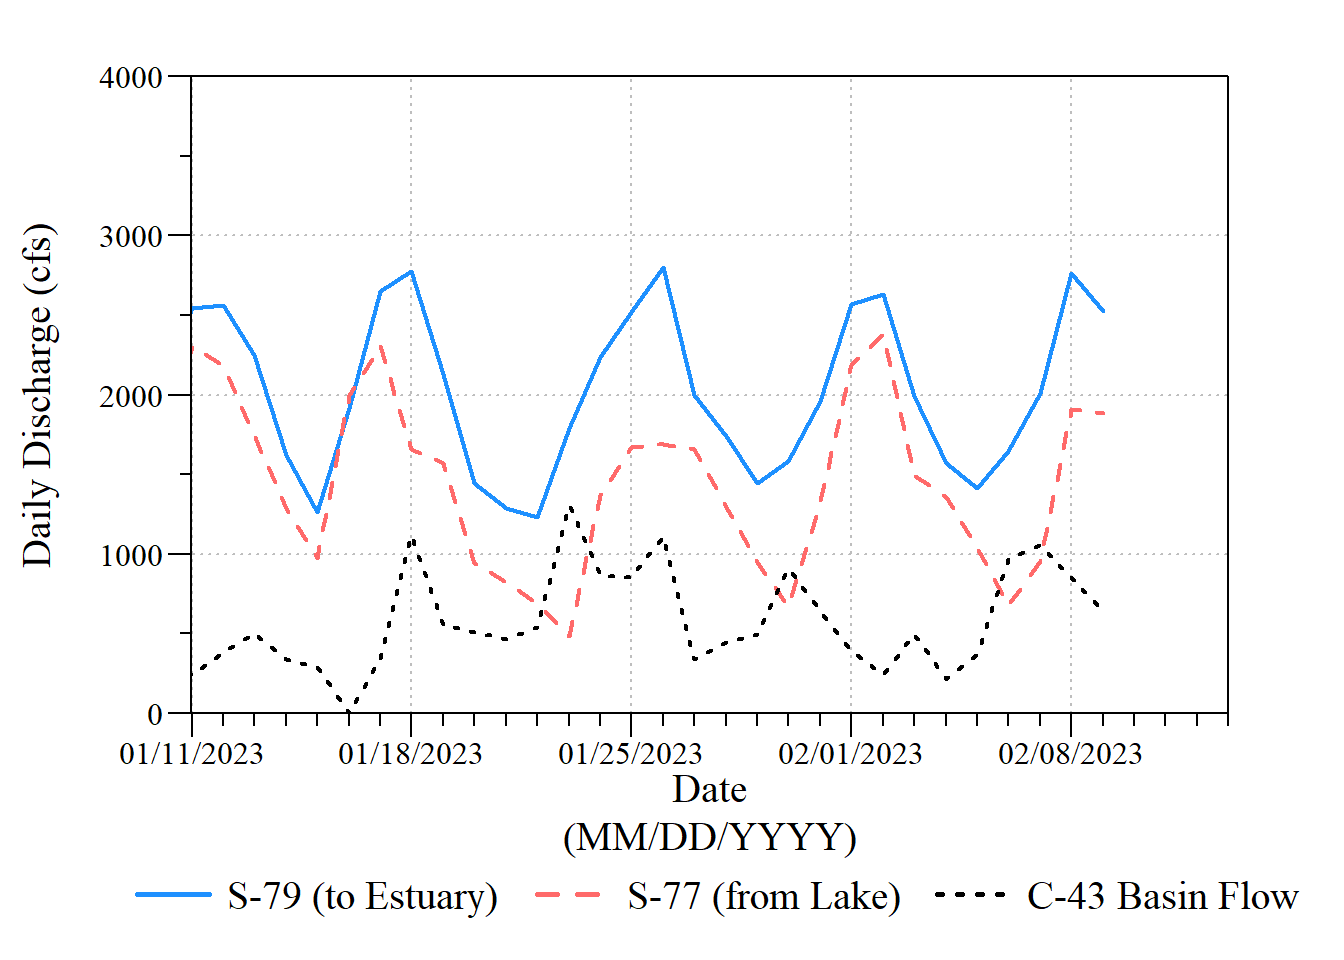 4000
3000
2000
1000
0
Daily Discharge (cfs)
01/11/2023 01/18/2023 01/25/2023 02/01/2023 02/08/2023
Date
(MM/DD/YYYY)
S-79 (to Estuary) S-77 (from Lake) C-43 Basin Flow